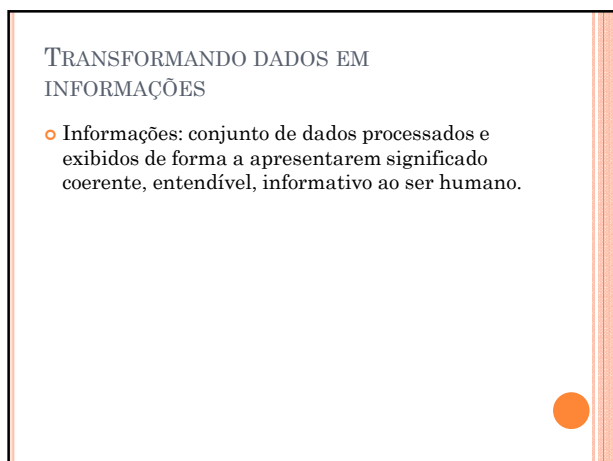 TRANSFORMANDO DADOS EM
INFORMAÇÕES
Informações: conjunto de dados processados e
exibidos de forma a apresentarem significado
coerente, entendível, informativo ao ser humano.